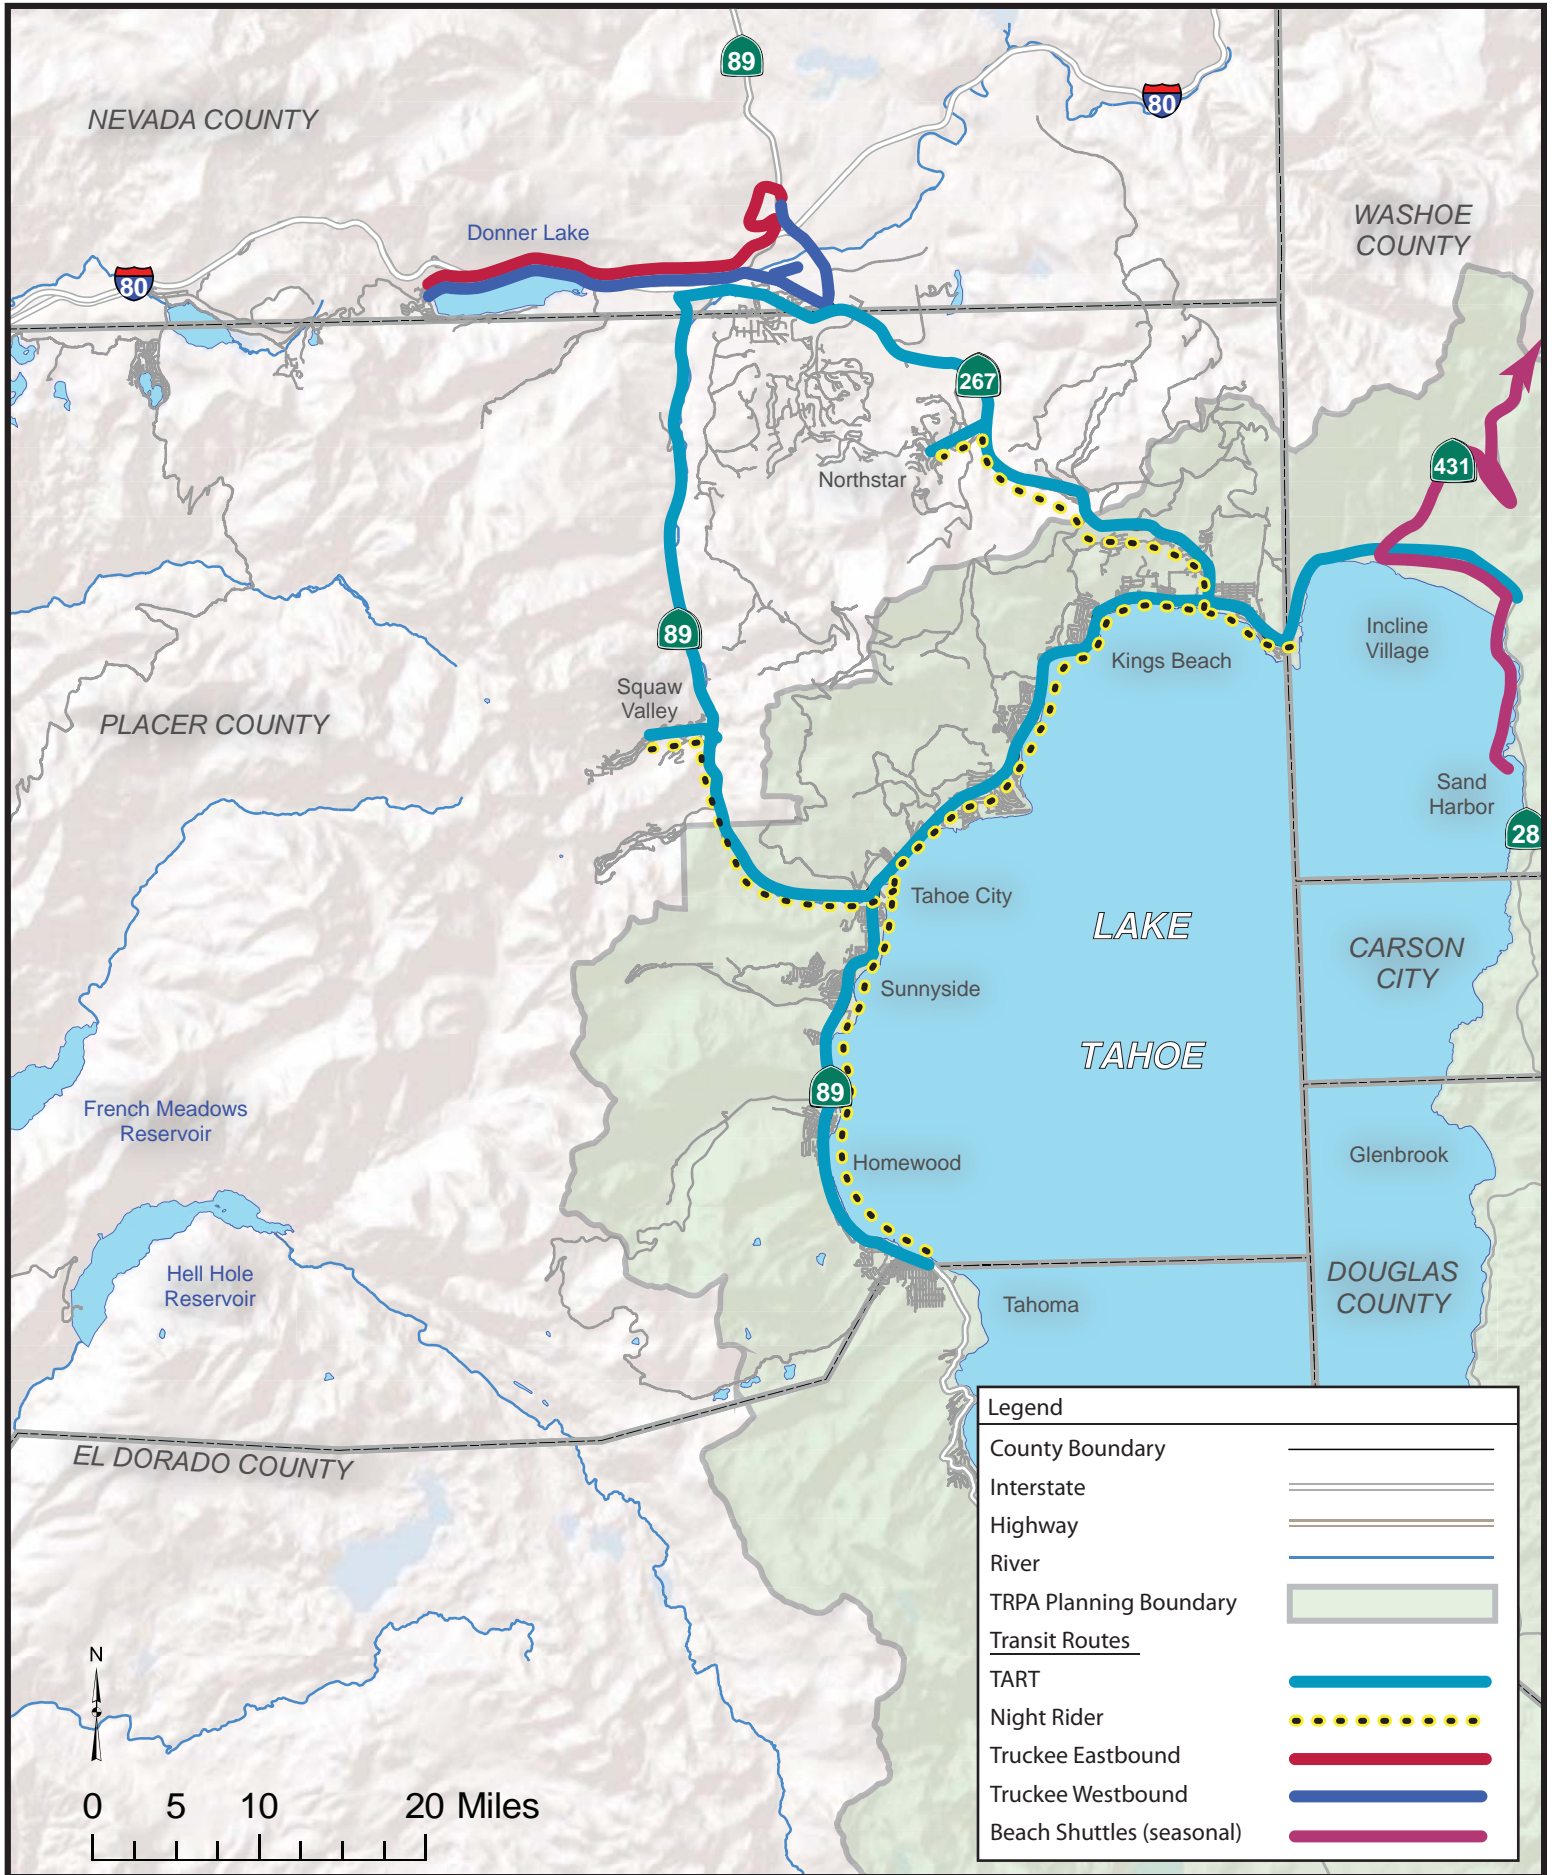 89
80
NEVADA COUNTY
WASHOE
COUNTY
Donner Lake
80
267
431
Northstar
89
Incline
Village
Kings Beach
Squaw
Valley
PLACER COUNTY
Sand
Harbor
28
Tahoe City
LAKE
CARSON
CITY
Sunnyside
TAHOE
89
French Meadows
Reservoir
Glenbrook
Homewood
Hell Hole
Reservoir
DOUGLAS
COUNTY
Tahoma
EL DORADO COUNTY
Legend
County Boundary
Interstate
Highway
River
TRPA Planning Boundary
Transit Routes
TART
Night Rider
Truckee Eastbound
Truckee Westbound
Beach Shuttles (seasonal)
N
0 5 10 20 Miles